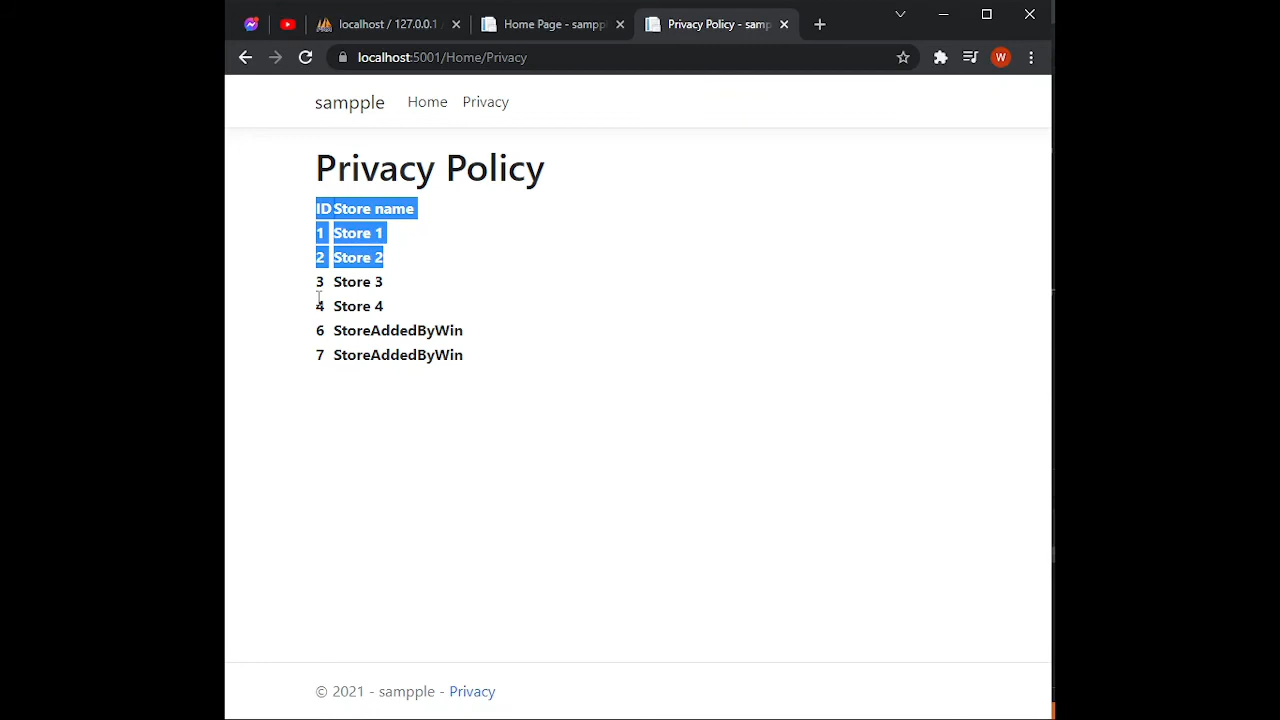 localhost / 127.0.0.1
Home Page - sampp
Privacy Policy - samp
localhost:5001/Home/Privacy
W
sampple Home Privacy
Privacy Policy
ID Store name
1 Store 1
2 Store 2
3 Store 3
4 Store 4
6 StoreAddedByWin
7 StoreAddedByWin
© 2021 - sampple - Privacy